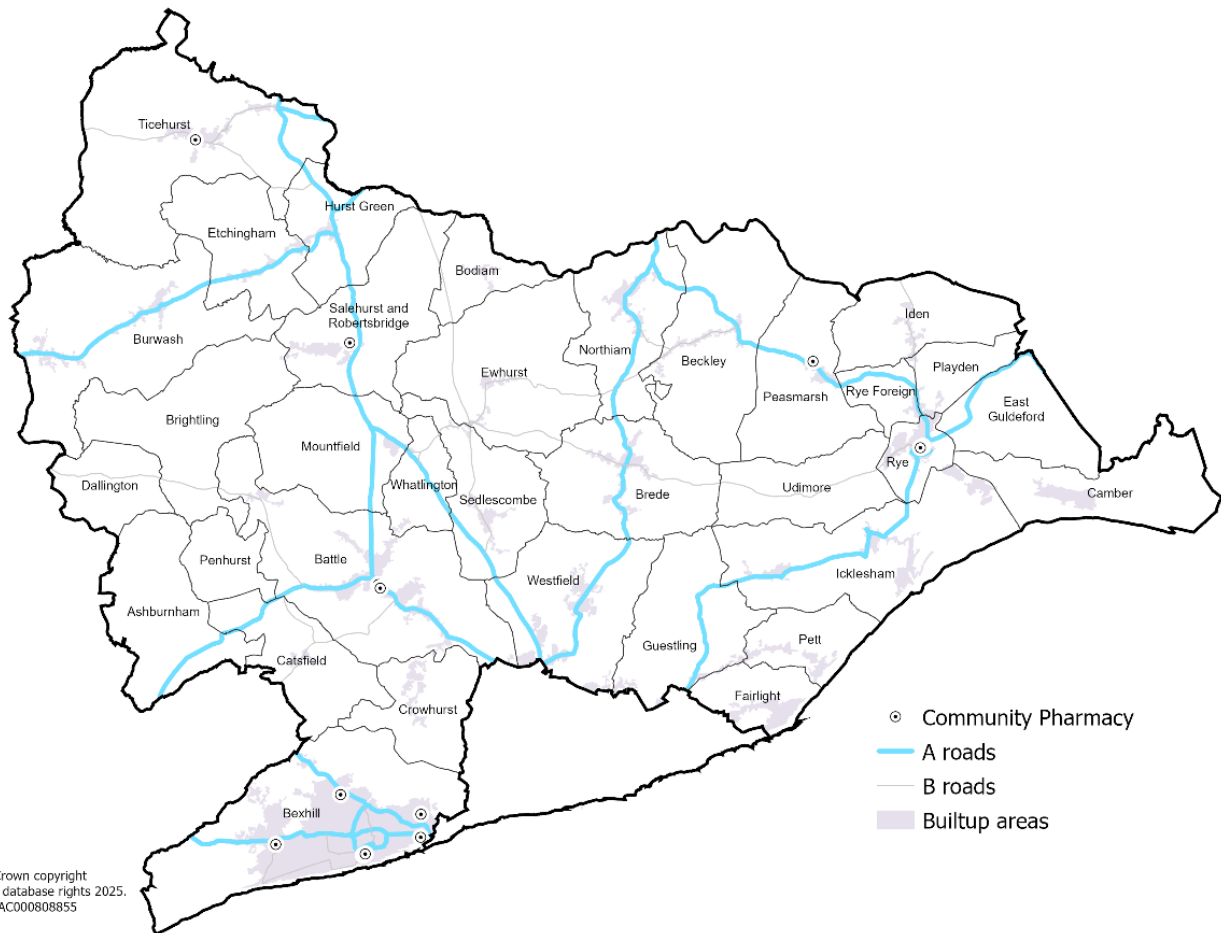 Ticehurst
Hurst Green
Etchingham
Bodiam
Salehurst and
Robertsbridge
Iden
Burwash
Northiam
Beckley
Playden
Ewhurst
Rye Foreign
Peasmarsh
East
Guldeford
Brightling
Mountfield
Rye
Dallington
Whatlington
Sedlescombe
Brede
Udimore
Camber
Penhurst
Battle
Westfield
Icklesham
Ashburnham
Catsfield
Guestling
Pett
Crowhurst
Fairlight
Bexhill
Community Pharmacy
A roads
B roads
Builtup areas
rown copyright
database rights 2025.
AC000808855